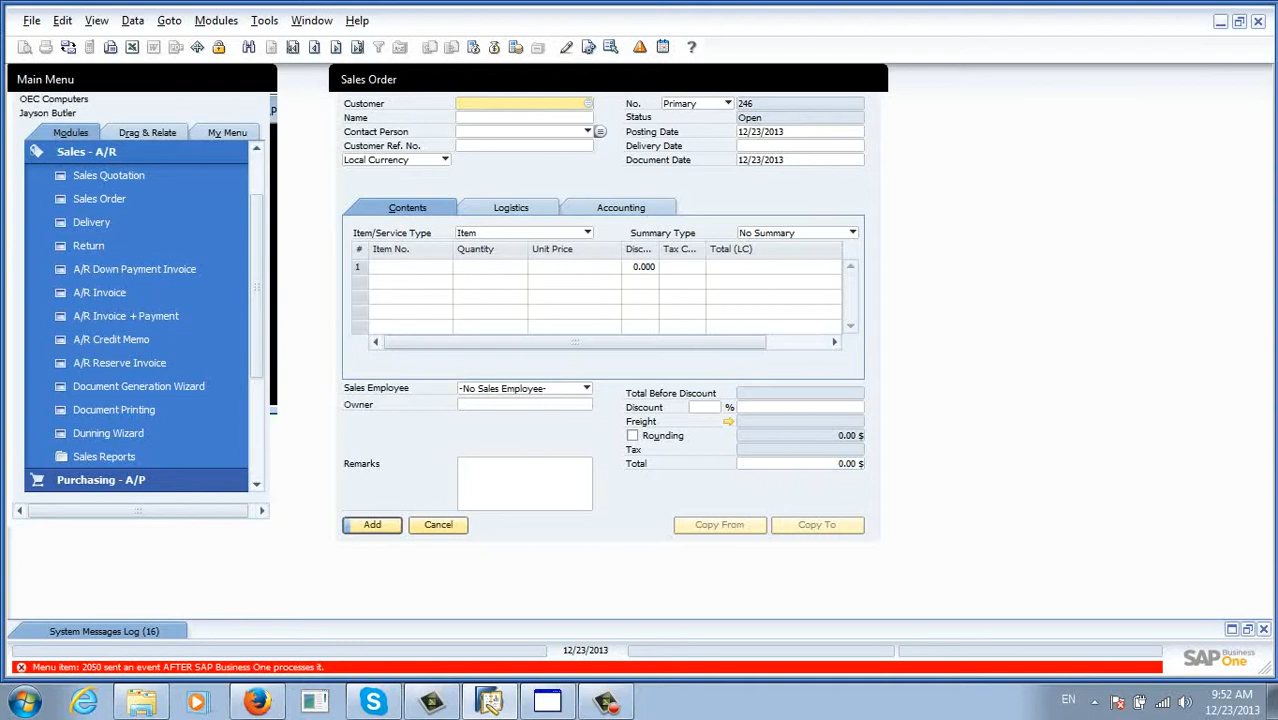 File Edit View Data Goto Modules Tools Window Help
Main Menu
OEC Computers
Jayson Butler
Modules Drag & Relate My Menu
Sales - A/R
Sales Quotation
Sales Order
Delivery
Return
A/R Down Payment Invoice
A/R Invoice
A/R Invoice + Payment
A/R Credit Memo
A/R Reserve Invoice
Document Generation Wizard
Document Printing
Dunning Wizard
Sales Reports
Purchasing - A/P
Sales Order
Customer
Name
Contact Person
Customer Ref. No.
Local Currency
No. Primary 246
Status Open
Posting Date 12/23/2013
Delivery Date
Document Date 12/23/2013
Contents Logistics Accounting
Item/Service Type Item Summary Type No Summary
# Item No. Quantity Unit Price Disc... Tax C... Total (LC)
1 0.000
Sales Employee -No Sales Employee-
Owner
Remarks
Total Before Discount
Discount %
Freight
Rounding 0.00 $
Tax
Total 0.00 $
Add Cancel Copy From Copy To
System Messages Log (16)
12/23/2013
Menu item: 2050 sent an event AFTER SAP Business One processes it.
SAP Business One
EN
9:52 AM
12/23/2013